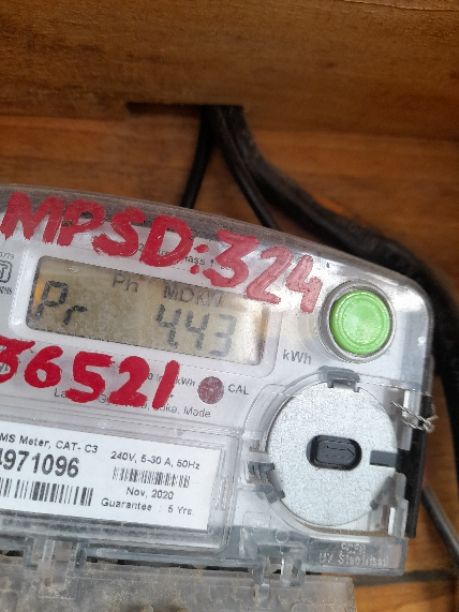 MPSD:324
Ph MDKW
Pr 4.43
kWh
36521
CAL
MS Meter, CAT- C3
240V, 5-30 A, 50Hz
4971096
Nov, 2020
Guarantee : 5 Yrs.